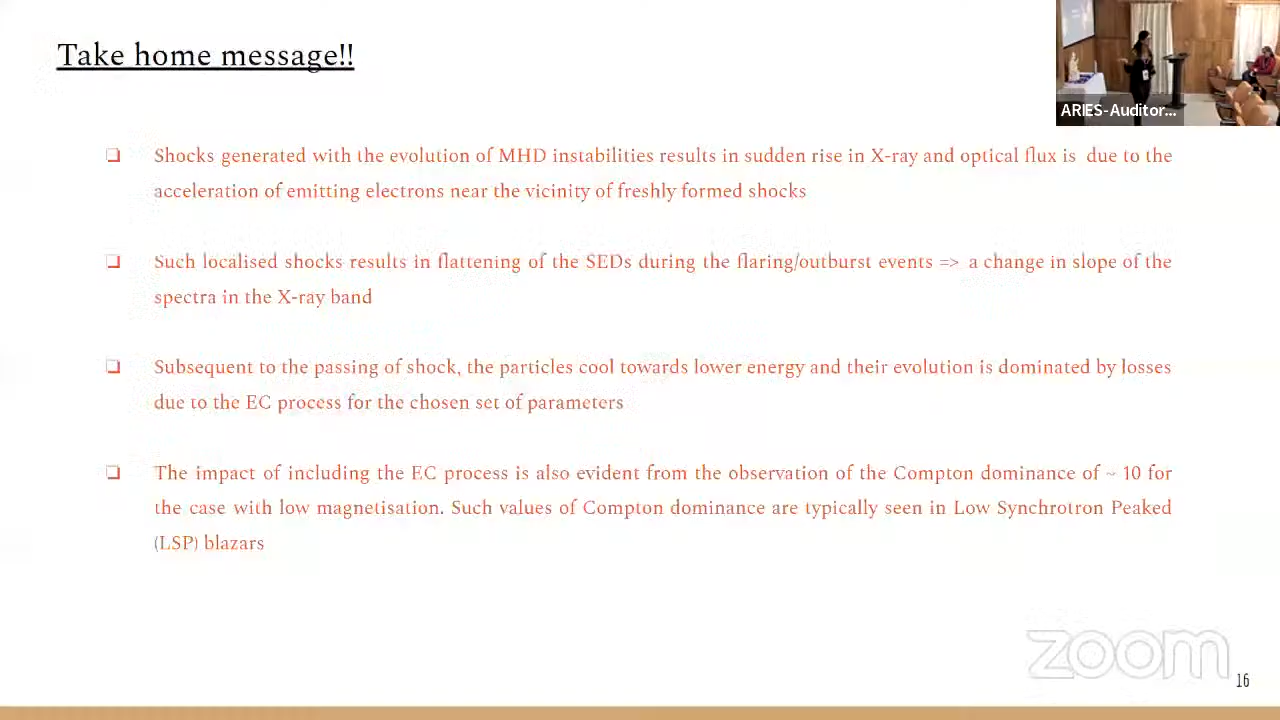 Take home message!!
ARIES-Auditor...
Shocks generated with the evolution of MHD instabilities results in sudden rise in X-ray and optical flux is due to the
acceleration of emitting electrons near the vicinity of freshly formed shocks
Such localised shocks results in flattening of the SEDs during the flaring/outburst events => a change in slope of the
spectra in the X-ray band
Subsequent to the passing of shock, the particles cool towards lower energy and their evolution is dominated by losses
due to the EC process for the chosen set of parameters
The impact of including the EC process is also evident from the observation of the Compton dominance of ~ 10 for
the case with low magnetisation. Such values of Compton dominance are typically seen in Low Synchrotron Peaked
(LSP) blazars
zoom
16